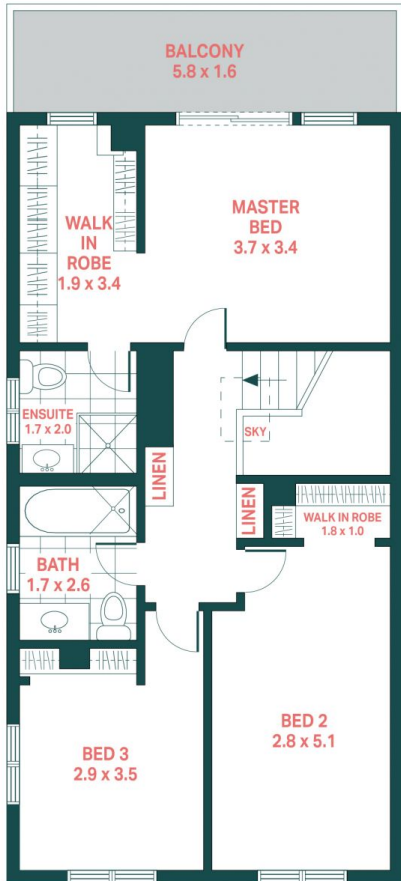 BALCONY
5.8 x 1.6
WALK
IN
ROBE
1.9 x 3.4
MASTER
BED
3.7 x 3.4
ENSUITE
1.7 x 2.0
SKY
LINEN
LINEN
WALK IN ROBE
1.8 x 1.0
BATH
1.7 x 2.6
BED 3
2.9 x 3.5
BED 2
2.8 x 5.1